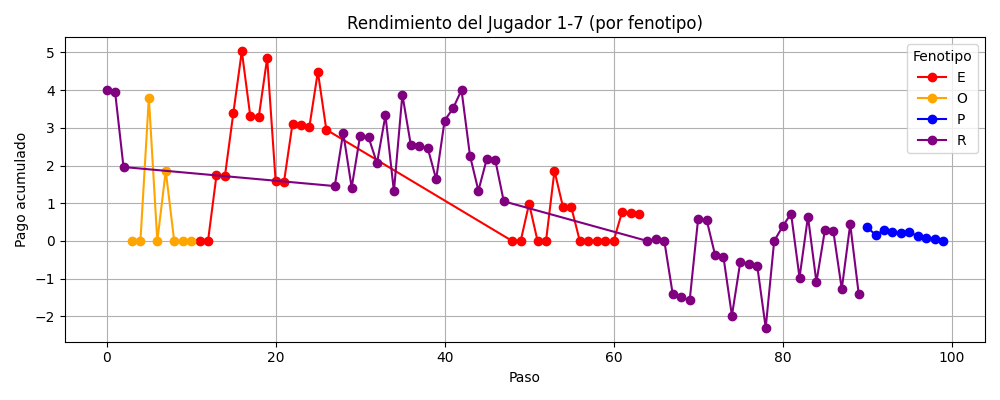 Rendimiento del Jugador 1-7 (por fenotipo)
Pago acumulado
5
4
3
2
1
0
−1
−2
0 20 40 60 80 100
Paso
Fenotipo
E
O
P
R